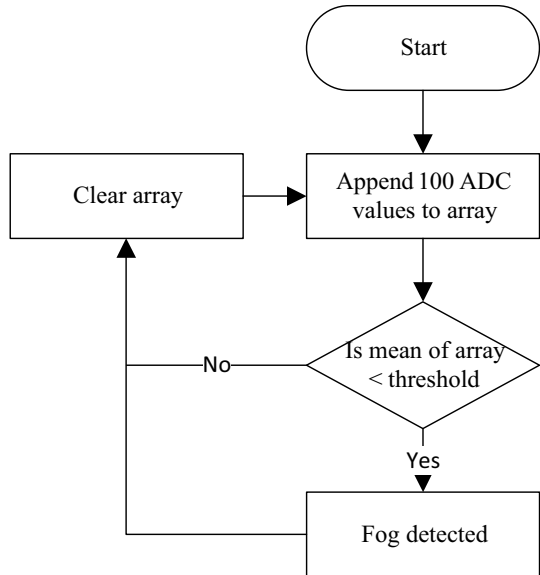 Start
Clear array
Append 100 ADC
values to array
Is mean of array
< threshold
No
Yes
Fog detected